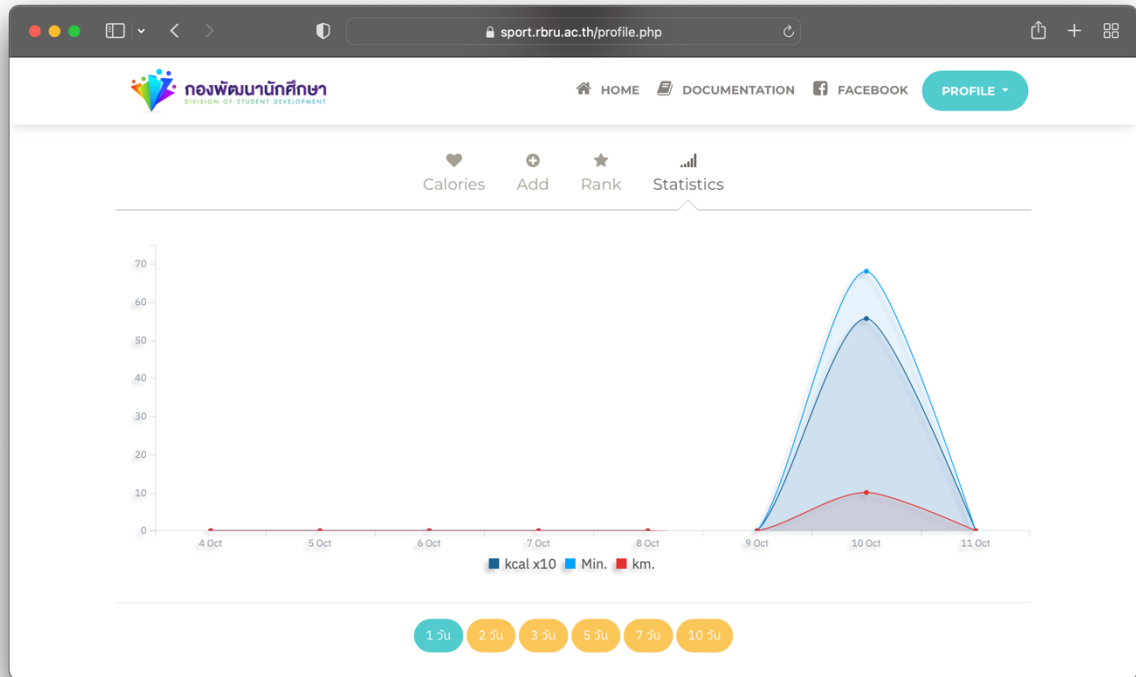 sport.rbru.ac.th/profile.php
กองพัฒนานักศึกษา
DIVISION OF STUDENT DEVELOPMENT
HOME DOCUMENTATION FACEBOOK PROFILE
Calories Add Rank Statistics
70
60
50
40
30
20
10
0
4 Oct 5 Oct 6 Oct 7 Oct 8 Oct 9 Oct 10 Oct 11 Oct
kcal x10 Min. km.
1 วัน 2 วัน 3 วัน 5 วัน 7 วัน 10 วัน